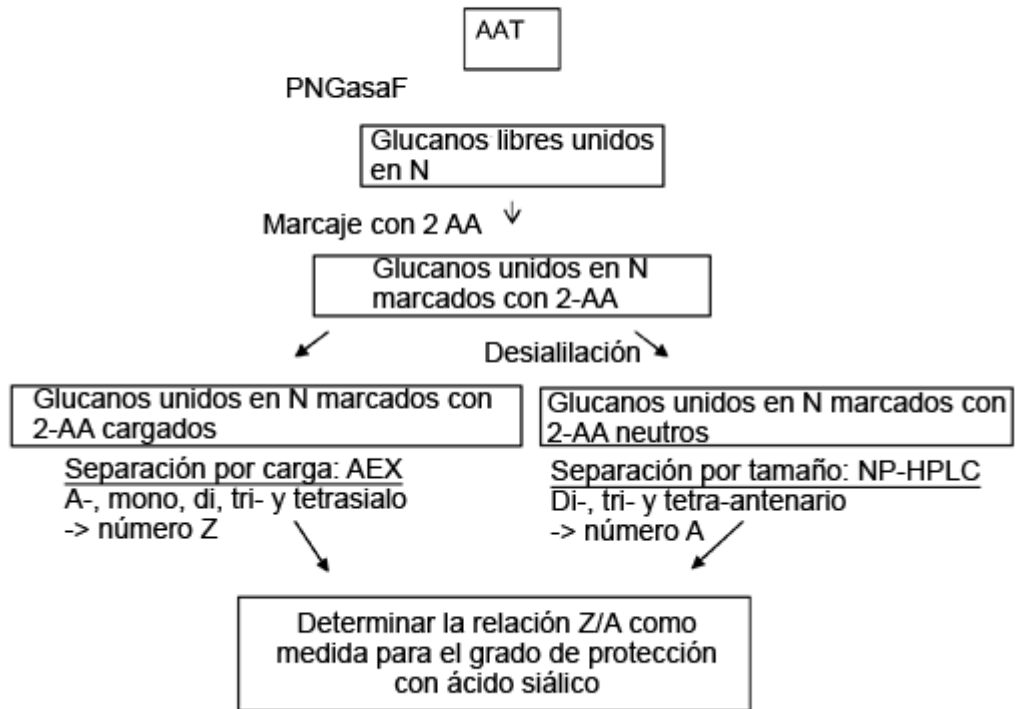 AAT
PNGasaF
Glucanos libres unidos
en N
Marcaje con 2 AA
Glucanos unidos en N
marcados con 2-AA
Desialilación
Glucanos unidos en N marcados con
2-AA cargados
Separación por carga: AEX
A-, mono, di, tri- y tetrasialo
-> número Z
Glucanos unidos en N marcados con
2-AA neutros
Separación por tamaño: NP-HPLC
Di-, tri- y tetra-antenario
-> número A
Determinar la relación Z/A como
medida para el grado de protección
con ácido siálico